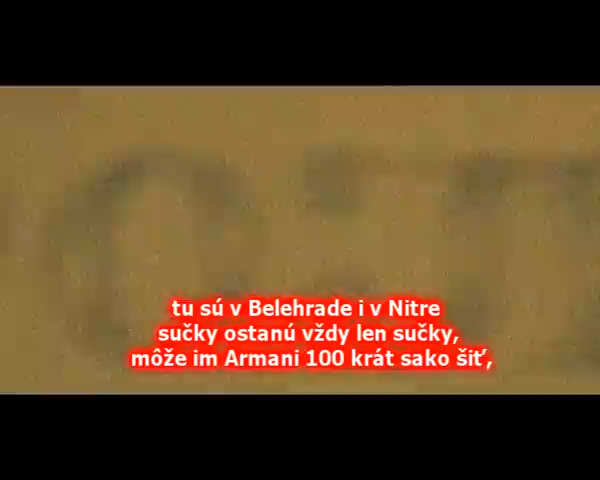 tu sú v Belehrade i v Nitre
sučky ostanú vždy len sučky,
môže im Armani 100 krát sako šiť,